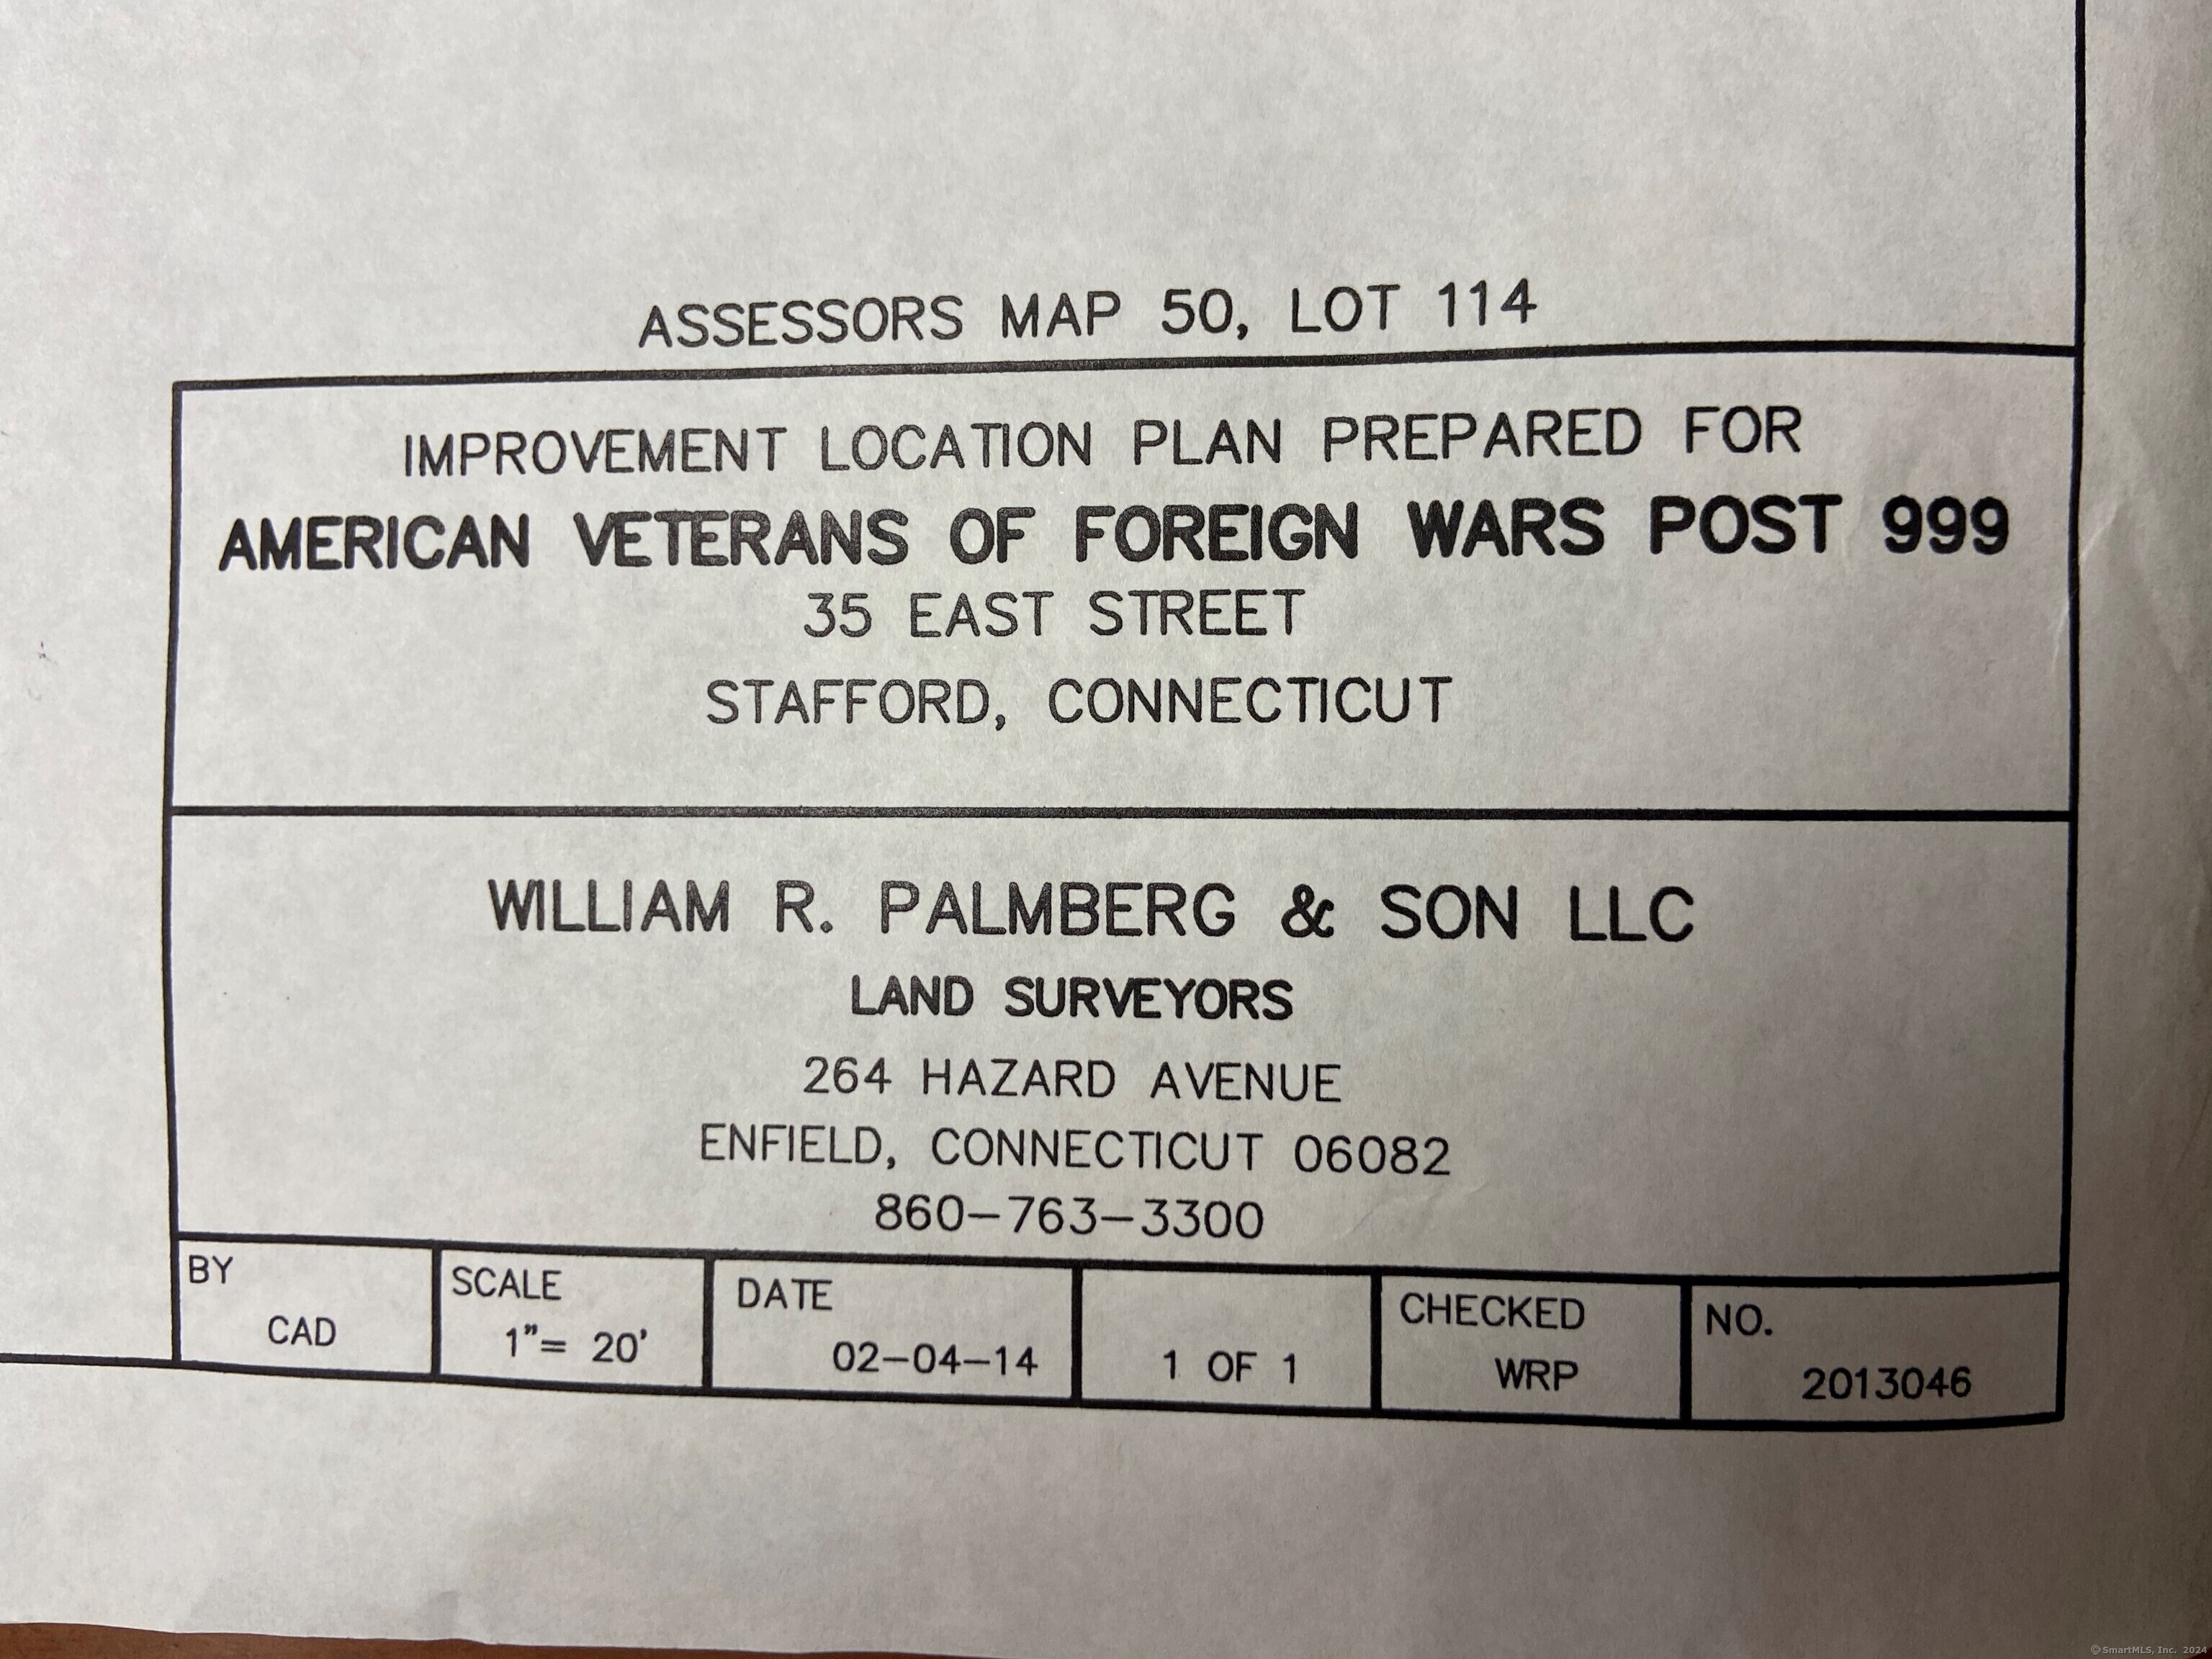 ASSESSORS MAP 50, LOT 114
IMPROVEMENT LOCATION PLAN PREPARED FOR
AMERICAN VETERANS OF FOREIGN WARS POST 999
35 EAST STREET
STAFFORD, CONNECTICUT
WILLIAM R. PALMBERG & SON LLC
LAND SURVEYORS
264 HAZARD AVENUE
ENFIELD, CONNECTICUT 06082
860-763-3300
BY
CAD
SCALE
1"= 20'
DATE
02-04-14
1 OF 1
CHECKED
WRP
NO.
2013046
©SmartMLS, Inc. 2024